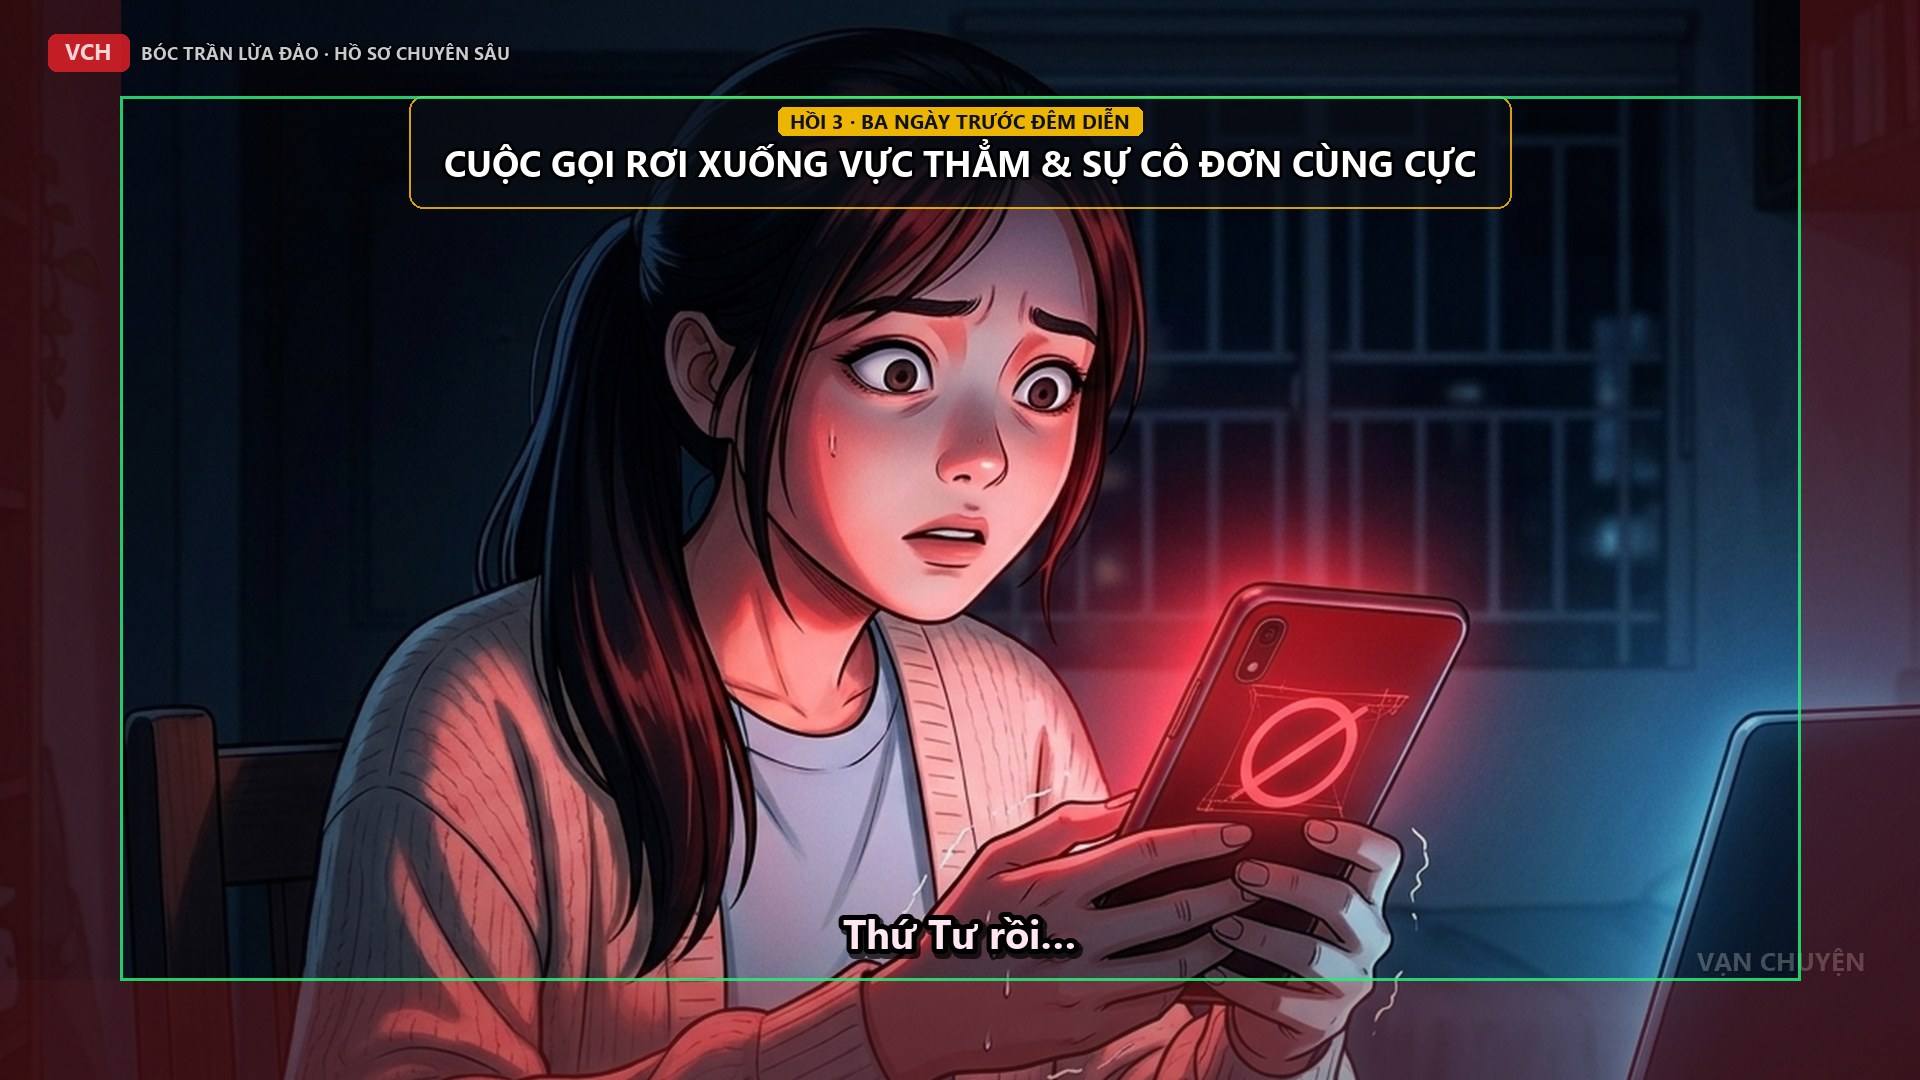 VCH BÓC TRẦN LỪA ĐẢO · HỒ SƠ CHUYÊN SÂU
HỒI 3 · BA NGÀY TRƯỚC ĐÊM DIỄN
CUỘC GỌI RƠI XUỐNG VỰC THẲM & SỰ CÔ ĐƠN CÙNG CỰC
Thứ Tư rồi...
VẠN CHUYỆN